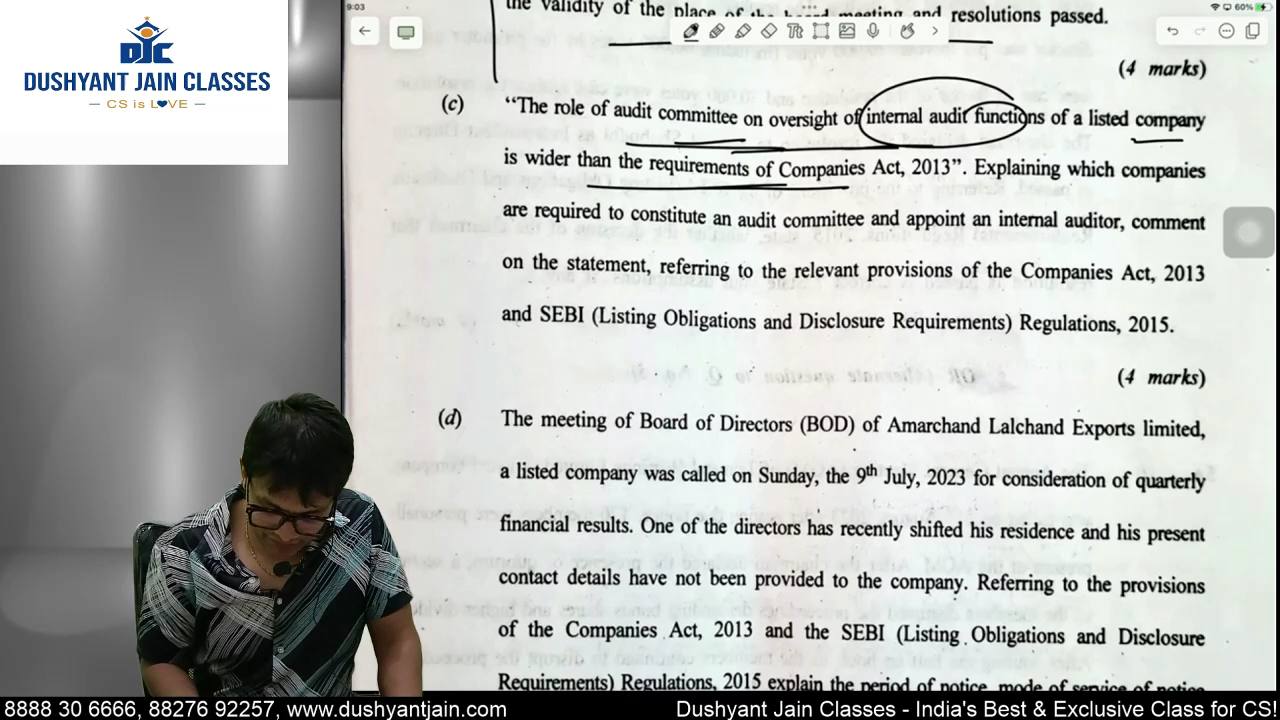 9:03
60%
DJC
DUSHYANT JAIN CLASSES
CS is L♥VE
the validity of the place of the board meeting and resolutions passed.
(4 marks)
(c) “The role of audit committee on oversight of internal audit functions of a listed company
is wider than the requirements of Companies Act, 2013”. Explaining which companies
are required to constitute an audit committee and appoint an internal auditor, comment
on the statement, referring to the relevant provisions of the Companies Act, 2013
and SEBI (Listing Obligations and Disclosure Requirements) Regulations, 2015.
(4 marks)
(d) The meeting of Board of Directors (BOD) of Amarchand Lalchand Exports limited,
a listed company was called on Sunday, the 9th July, 2023 for consideration of quarterly
financial results. One of the directors has recently shifted his residence and his present
contact details have not been provided to the company. Referring to the provisions
of the Companies Act, 2013 and the SEBI (Listing Obligations and Disclosure
Requirements) Regulations, 2015 explain the period of notice, mode of service of notice
8888 30 6666, 88276 92257, www.dushyantjain.com
Dushyant Jain Classes - India's Best & Exclusive Class for CS!